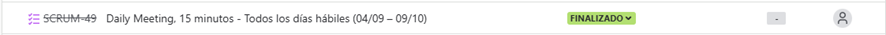 SCRUM-49 Daily Meeting, 15 minutos - Todos los días hábiles (04/09 – 09/10) FINALIZADO -